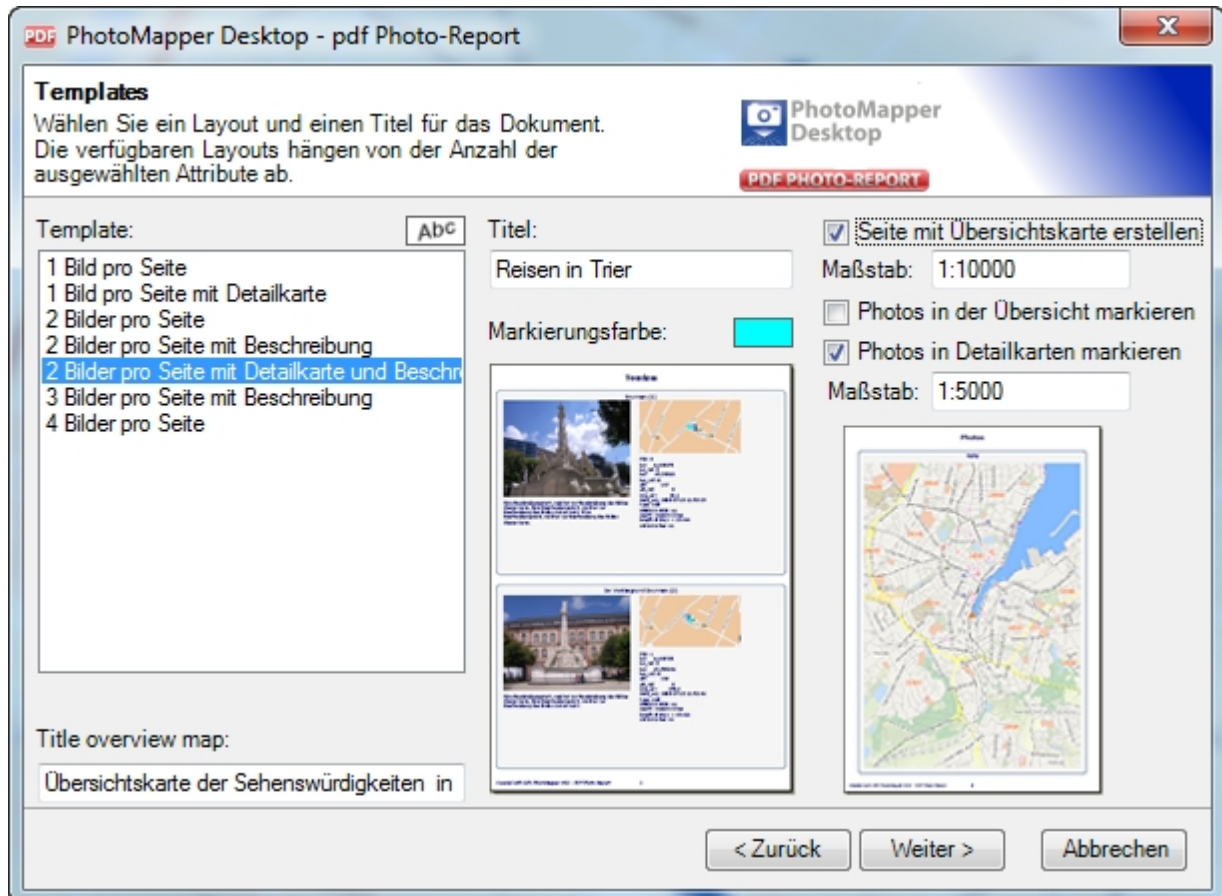 PDF PhotoMapper Desktop - pdf Photo-Report
X
Templates
Wählen Sie ein Layout und einen Titel für das Dokument.
Die verfügbaren Layouts hängen von der Anzahl der
ausgewählten Attribute ab.
PhotoMapper
Desktop
PDF PHOTO-REPORT
Template:
Abc
1 Bild pro Seite
1 Bild pro Seite mit Detailkarte
2 Bilder pro Seite
2 Bilder pro Seite mit Beschreibung
2 Bilder pro Seite mit Detailkarte und Beschre
3 Bilder pro Seite mit Beschreibung
4 Bilder pro Seite
Title overview map:
Übersichtskarte der Sehenswürdigkeiten in
Titel:
Reisen in Trier
Markierungsfarbe:
Seite mit Übersichtskarte erstellen
Maßstab: 1:10000
Photos in der Übersicht markieren
Photos in Detailkarten markieren
Maßstab: 1:5000
Photos
< Zurück
Weiter >
Abbrechen